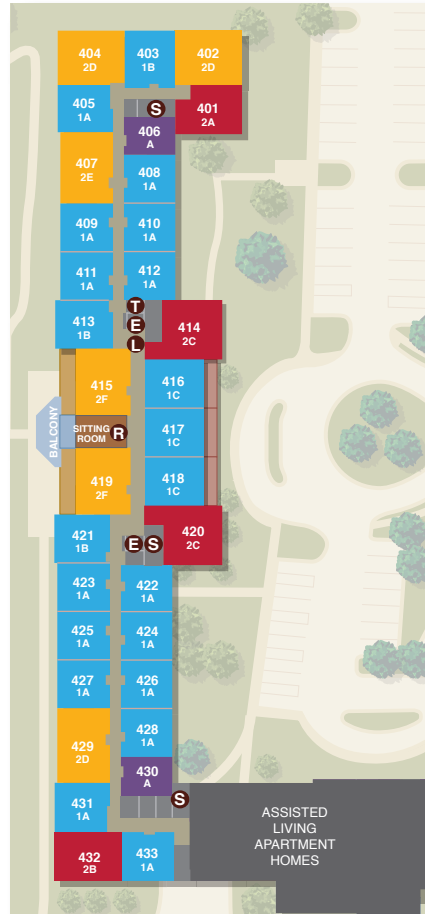 404
2D
403
1B
402
2D
405
1A
S
401
2A
406
A
407
2E
408
1A
409
1A
410
1A
411
1A
412
1A
413
1B
T
E
L
414
2C
415
2F
416
1C
BALCONY
SITTING
ROOM
R
417
1C
419
2F
418
1C
421
1B
E
S
420
2C
423
1A
422
1A
425
1A
424
1A
427
1A
426
1A
429
2D
428
1A
430
A
431
1A
S
ASSISTED
LIVING
APARTMENT
HOMES
432
2B
433
1A